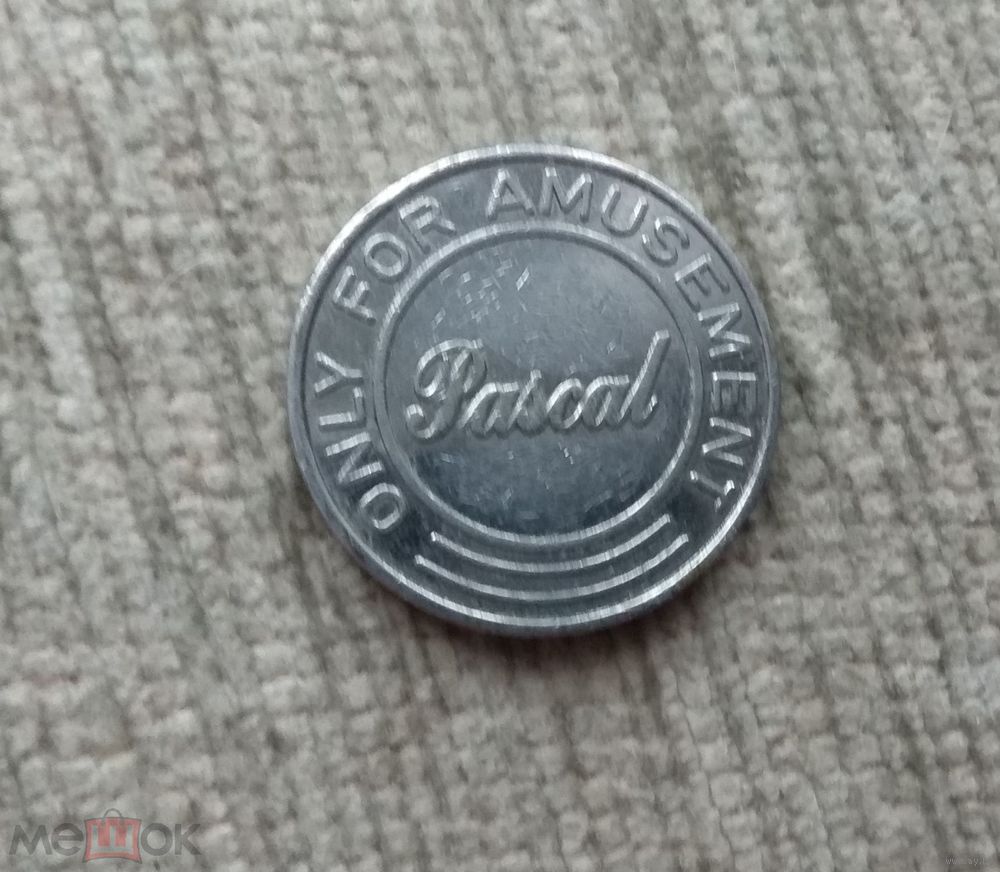 ONLY FOR AMUSEMENT
Pascal
мешок